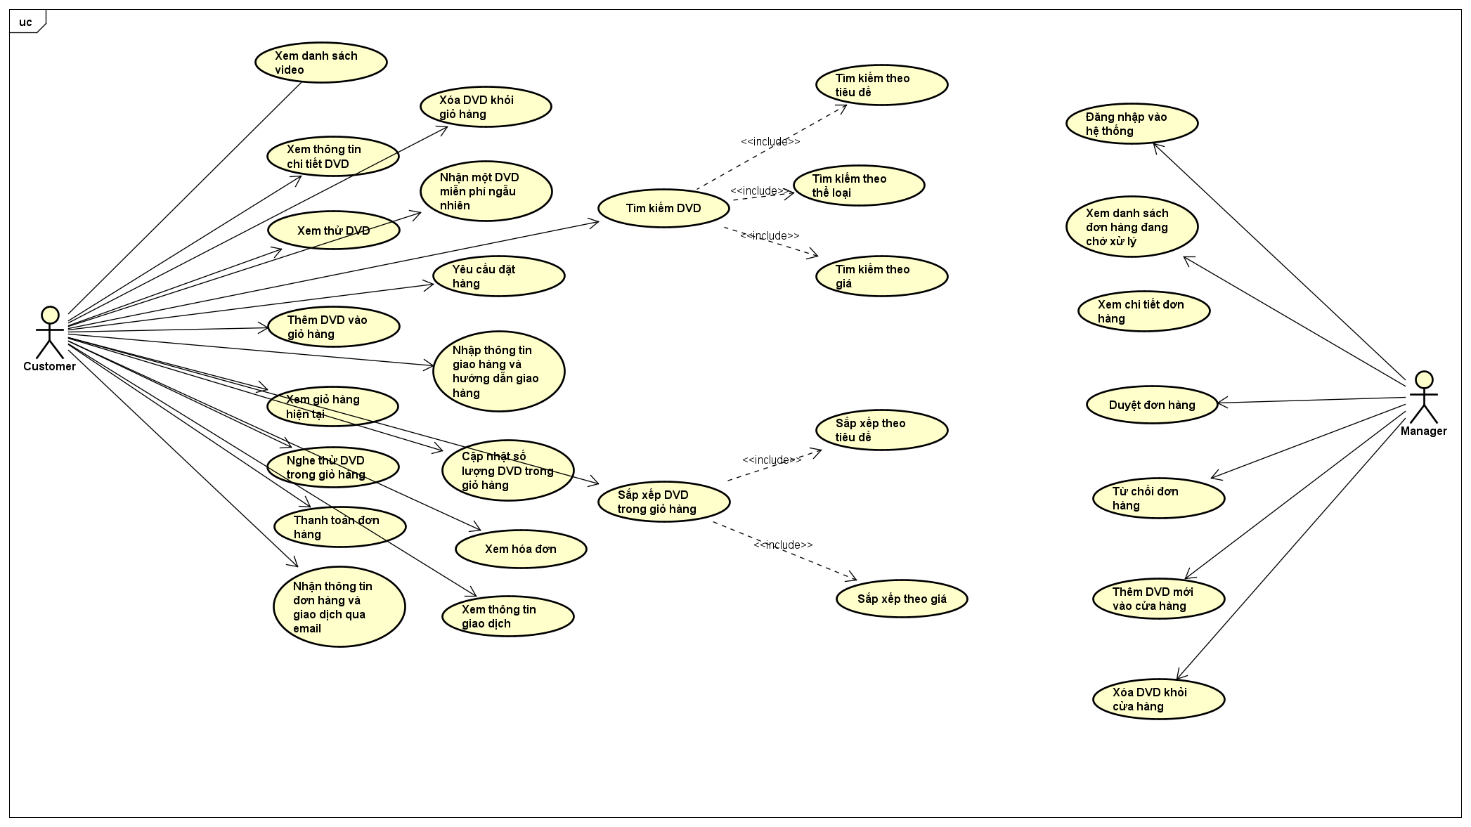 uc
Xem danh sách
video
Xóa DVD khỏi
giỏ hàng
Xem thông tin
chi tiết DVD
Nhận một DVD
miễn phí ngẫu
nhiên
Xem thử DVD
Yêu cầu đặt
hàng
Thêm DVD vào
giỏ hàng
Customer
Nhập thông tin
giao hàng và
hướng dẫn giao
hàng
Xem giỏ hàng
hiện tại
Nghe thử DVD
trong giỏ hàng
Cập nhật số
lượng DVD trong
giỏ hàng
Thanh toán đơn
hàng
Xem hóa đơn
Nhận thông tin
đơn hàng và
giao dịch qua
email
Xem thông tin
giao dịch
Tìm kiếm DVD
<<include>>
<<include>>
<<include>>
Tìm kiếm theo
tiêu đề
Tìm kiếm theo
thể loại
Tìm kiếm theo
giá
Sắp xếp DVD
trong giỏ hàng
<<include>>
<<include>>
Sắp xếp theo
tiêu đề
Sắp xếp theo giá
Đăng nhập vào
hệ thống
Xem danh sách
đơn hàng đang
chờ xử lý
Xem chi tiết đơn
hàng
Duyệt đơn hàng
Manager
Từ chối đơn
hàng
Thêm DVD mới
vào cửa hàng
Xóa DVD khỏi
cửa hàng